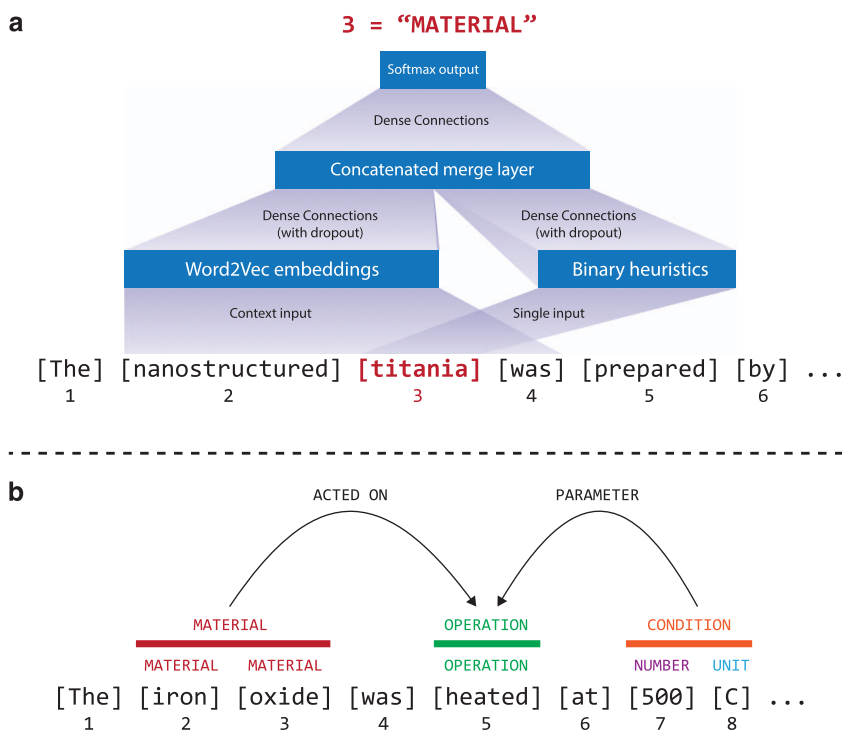 a
3 = “MATERIAL”
Softmax output
Dense Connections
Concatenated merge layer
Dense Connections
(with dropout)
Dense Connections
(with dropout)
Word2Vec embeddings
Binary heuristics
Context input
Single input
[The] [nanostructured] [titania] [was] [prepared] [by] ...
1 2 3 4 5 6
b
ACTED ON PARAMETER
MATERIAL OPERATION CONDITION
MATERIAL MATERIAL OPERATION NUMBER UNIT
[The] [iron] [oxide] [was] [heated] [at] [500] [C] ...
1 2 3 4 5 6 7 8